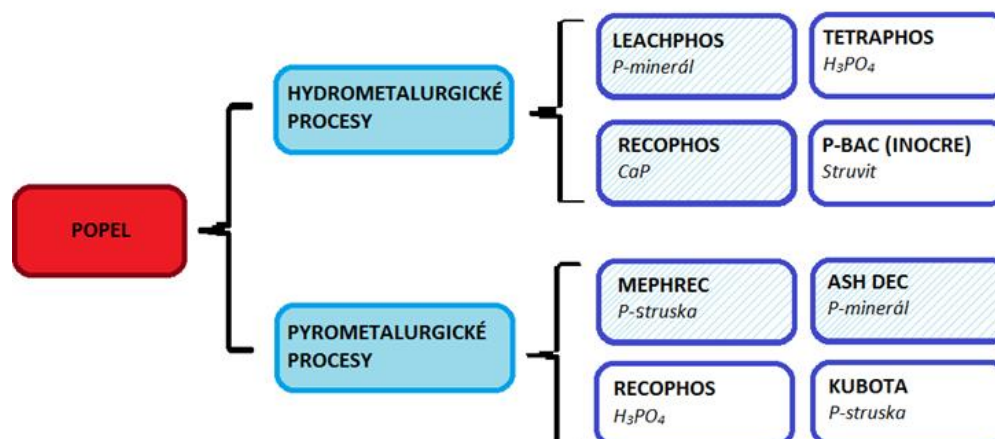 POPEL
HYDROMETALURGICKÉ
PROCESY
LEACHPHOS
P-minerál
TETRAPHOS
H₃PO₄
RECOPHOS
CaP
P-BAC (INOCRE)
Struvit
PYROMETALURGICKÉ
PROCESY
MEPHREC
P-struska
ASH DEC
P-minerál
RECOPHOS
H₃PO₄
KUBOTA
P-struska